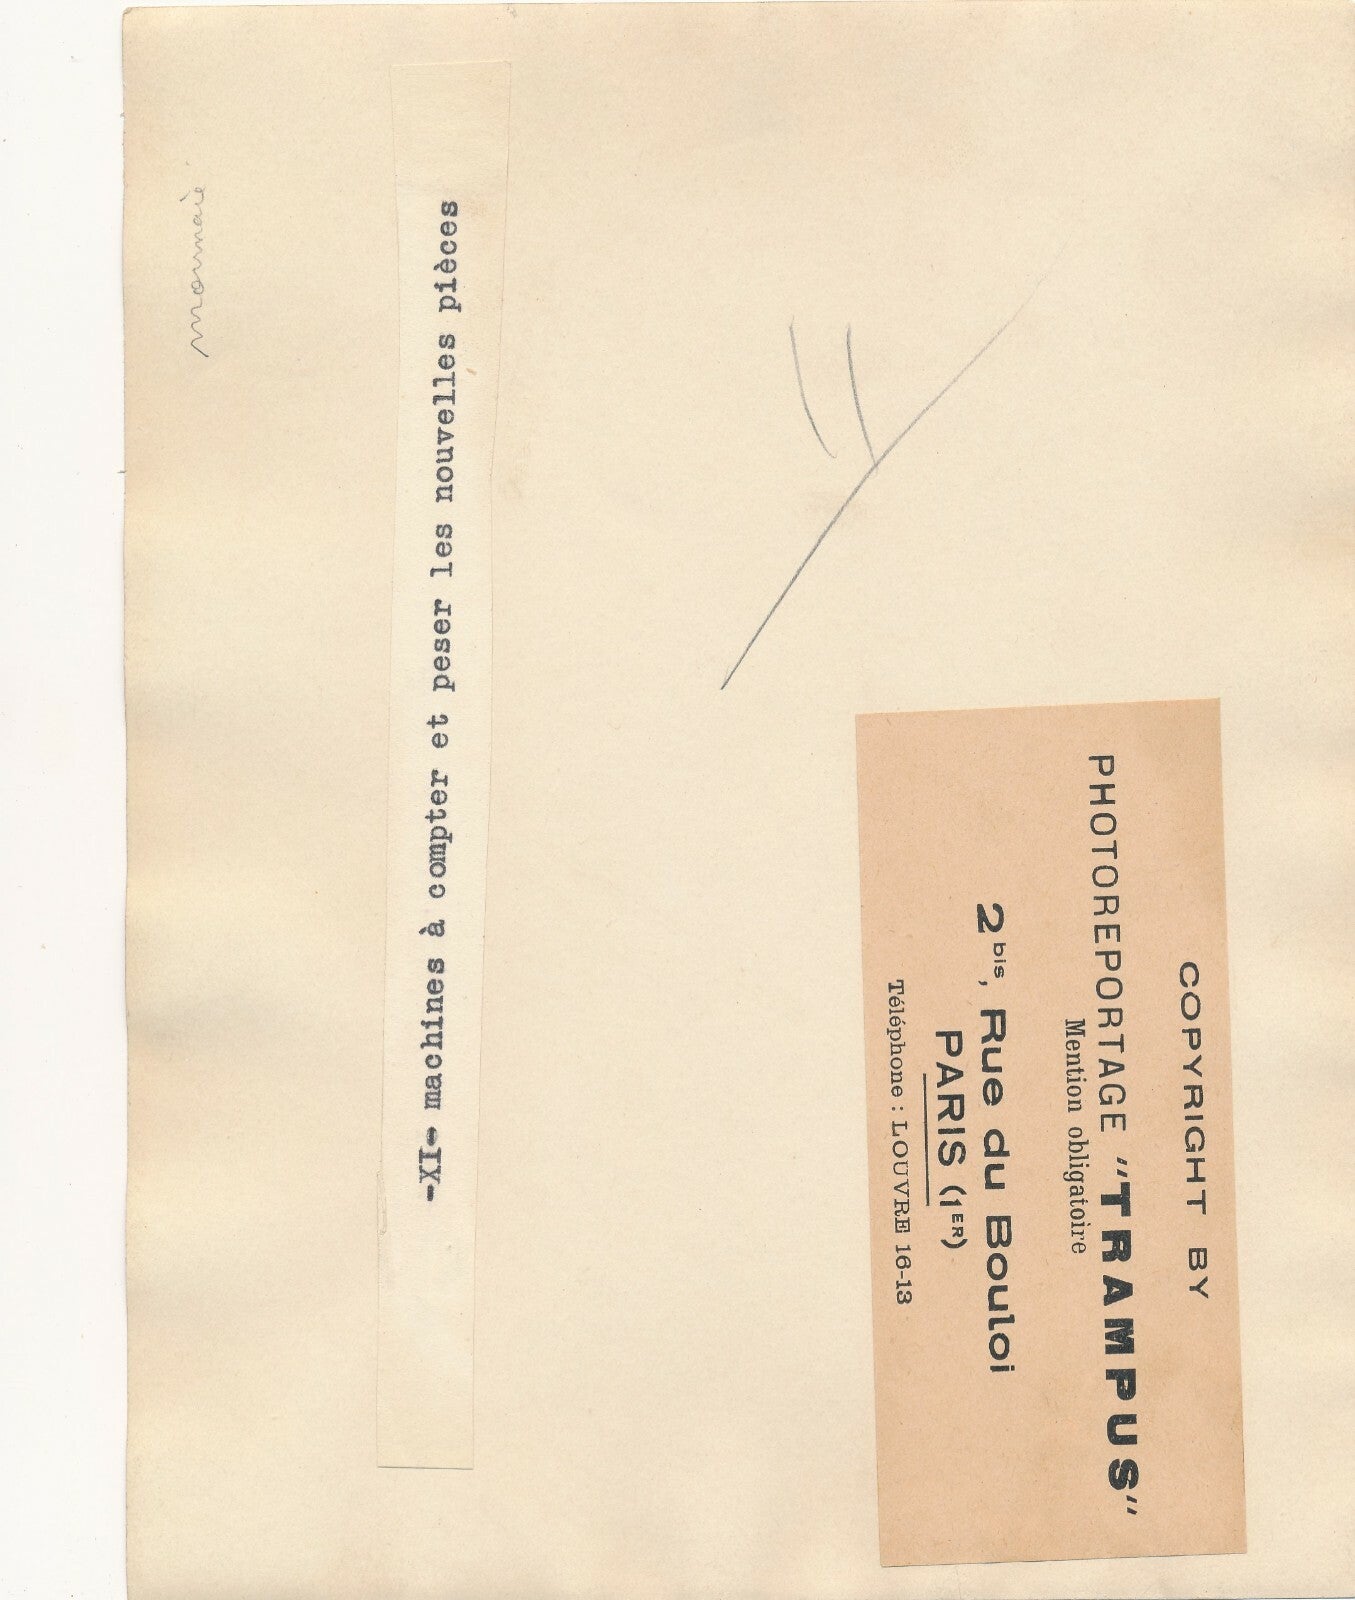 monnaie
-XI- machines à compter et peser les nouvelles pièces
COPYRIGHT BY
PHOTOREPORTAGE "TRAMPUS"
Mention obligatoire
2bis, Rue du Bouloi
PARIS (1ER)
Téléphone : LOUVRE 16-13